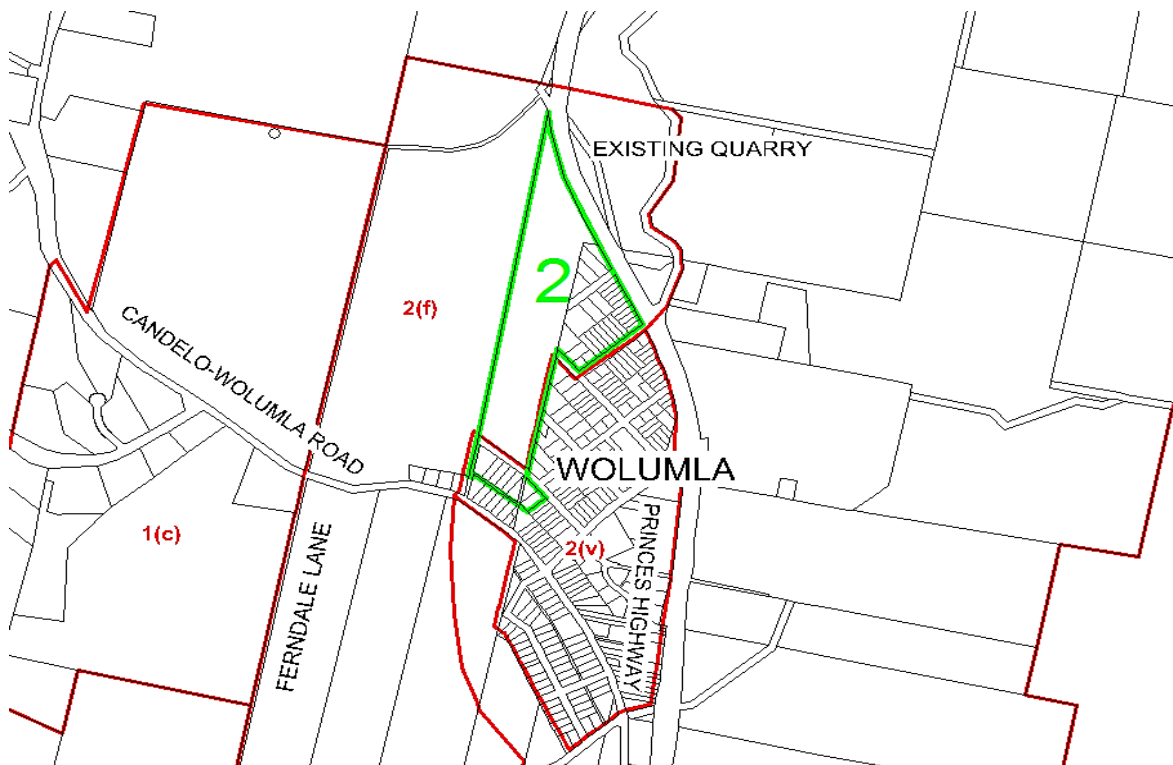 EXISTING QUARRY
2
2(f)
CANDELO-WOLUMLA ROAD
WOLUMLA
1(c)
2(v)
PRINCES HIGHWAY
FERNDALE LANE